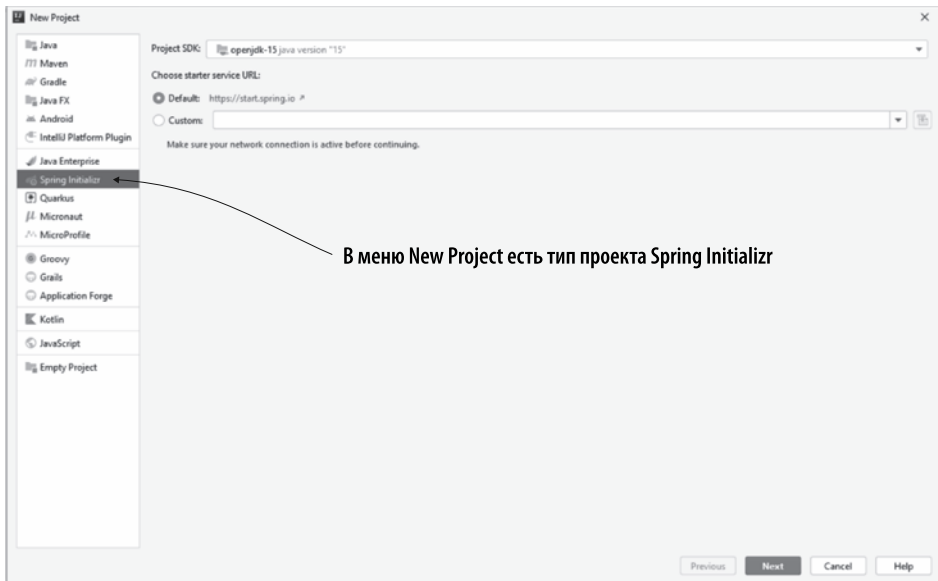 New Project
Java
Maven
Gradle
Java FX
Android
IntelliJ Platform Plugin
Java Enterprise
Spring Initializr
Quarkus
Micronaut
MicroProfile
Groovy
Grails
Application Forge
Kotlin
JavaScript
Empty Project
Project SDK: openjdk-15 java version "15"
Choose starter service URL:
Default: https://start.spring.io ↗
Custom:
Make sure your network connection is active before continuing.
В меню New Project есть тип проекта Spring Initializr
Previous Next Cancel Help